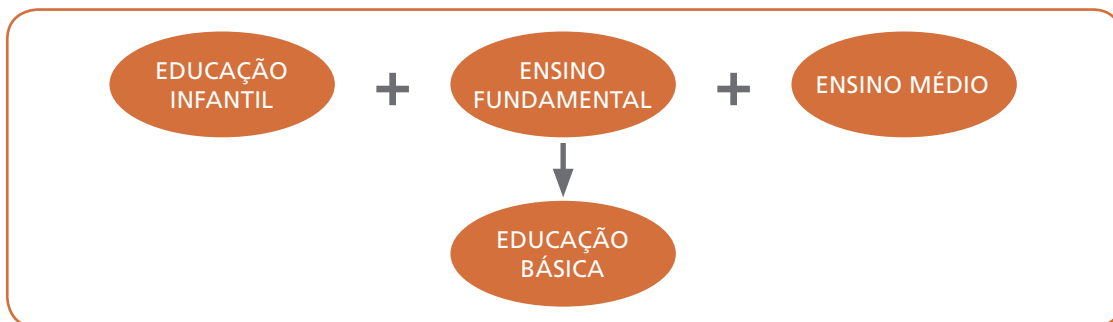 EDUCAÇÃO
INFANTIL
+
ENSINO
FUNDAMENTAL
+
ENSINO MÉDIO
EDUCAÇÃO
BÁSICA